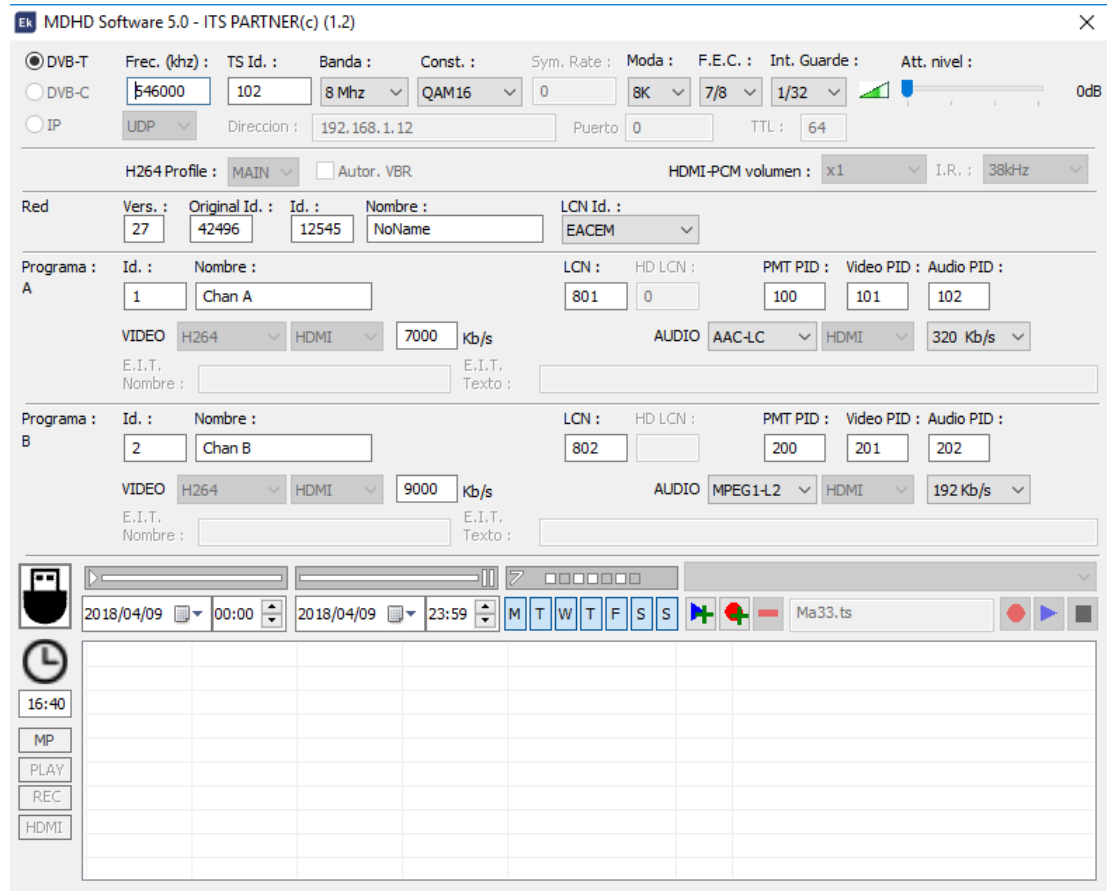 Ek MDHD Software 5.0 - ITS PARTNER(c) (1.2)
DVB-T Frec. (khz) : TS Id. : Banda : Const. : Sym. Rate : Moda : F.E.C. : Int. Guarde : Att. nivel :
DVB-C 546000 102 8 Mhz QAM16 0 8K 7/8 1/32 0dB
IP UDP Direccion : 192.168.1.12 Puerto 0 TTL : 64
H264 Profile : MAIN Autor. VBR HDMI-PCM volumen : x1 I.R. : 38kHz
Red Vers. : Original Id. : Id. : Nombre : LCN Id. :
27 42496 12545 NoName EACEM
Programa : Id. : Nombre : LCN : HD LCN : PMT PID : Video PID : Audio PID :
A 1 Chan A 801 0 100 101 102
VIDEO H264 HDMI 7000 Kb/s AUDIO AAC-LC HDMI 320 Kb/s
E.I.T. E.I.T.
Nombre : Texto :
Programa : Id. : Nombre : LCN : HD LCN : PMT PID : Video PID : Audio PID :
B 2 Chan B 802 200 201 202
VIDEO H264 HDMI 9000 Kb/s AUDIO MPEG1-L2 HDMI 192 Kb/s
E.I.T. E.I.T.
Nombre : Texto :
7
2018/04/09 00:00 2018/04/09 23:59 M T W T F S S Ma33.ts
16:40
MP
PLAY
REC
HDMI